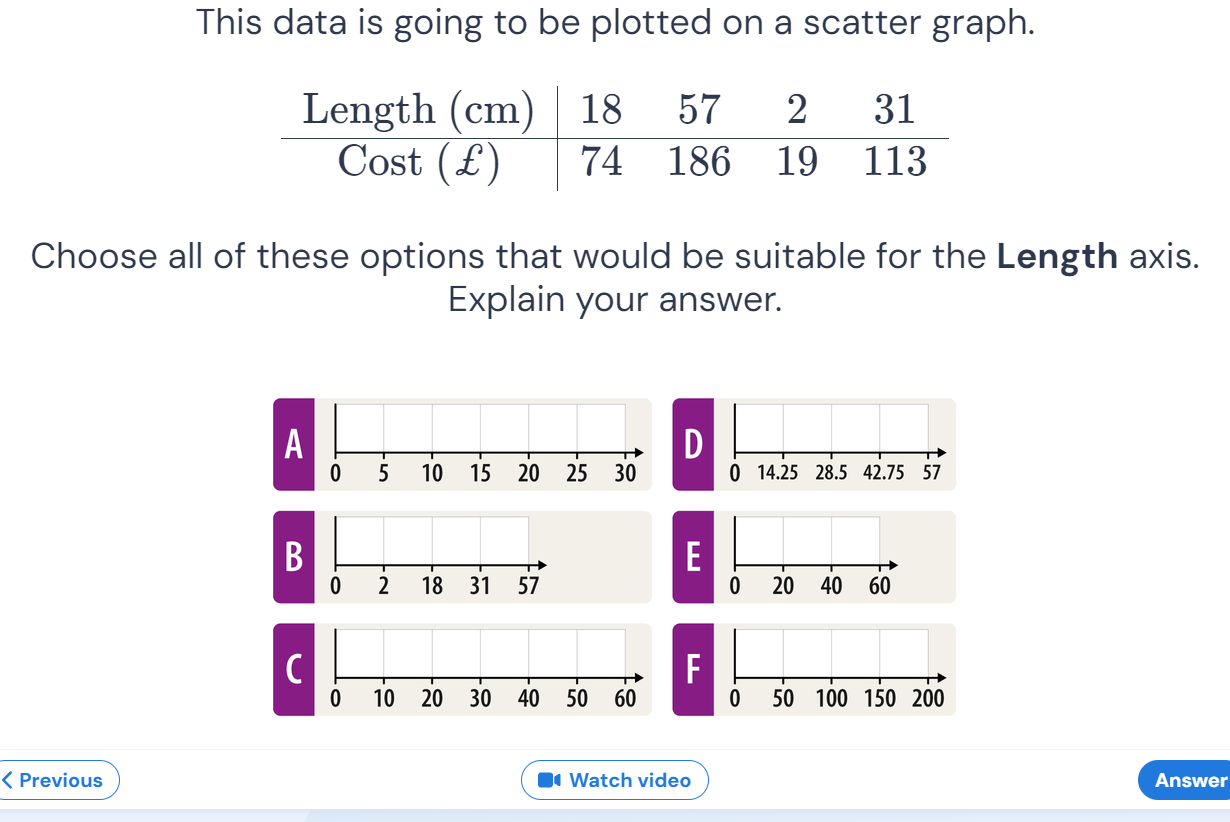 This data is going to be plotted on a scatter graph.
Length (cm) 18 57 2 31
Cost (£) 74 186 19 113
Choose all of these options that would be suitable for the Length axis.
Explain your answer.
A
0 5 10 15 20 25 30
D
0 14.25 28.5 42.75 57
B
0 2 18 31 57
E
0 20 40 60
C
0 10 20 30 40 50 60
F
0 50 100 150 200
Previous
Watch video
Answer